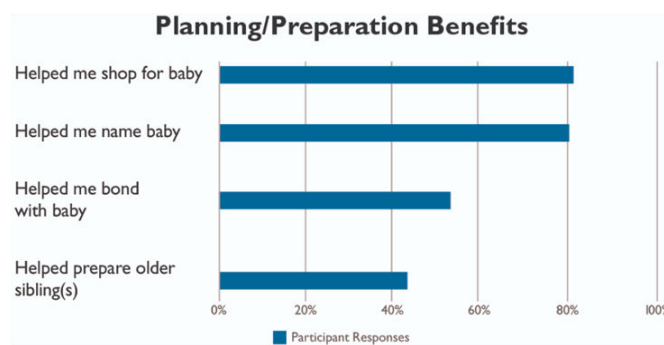 Planning/Preparation Benefits
Helped me shop for baby
Helped me name baby
Helped me bond
with baby
Helped prepare older
sibling(s)
0% 20% 40% 60% 80% 100%
Participant Responses